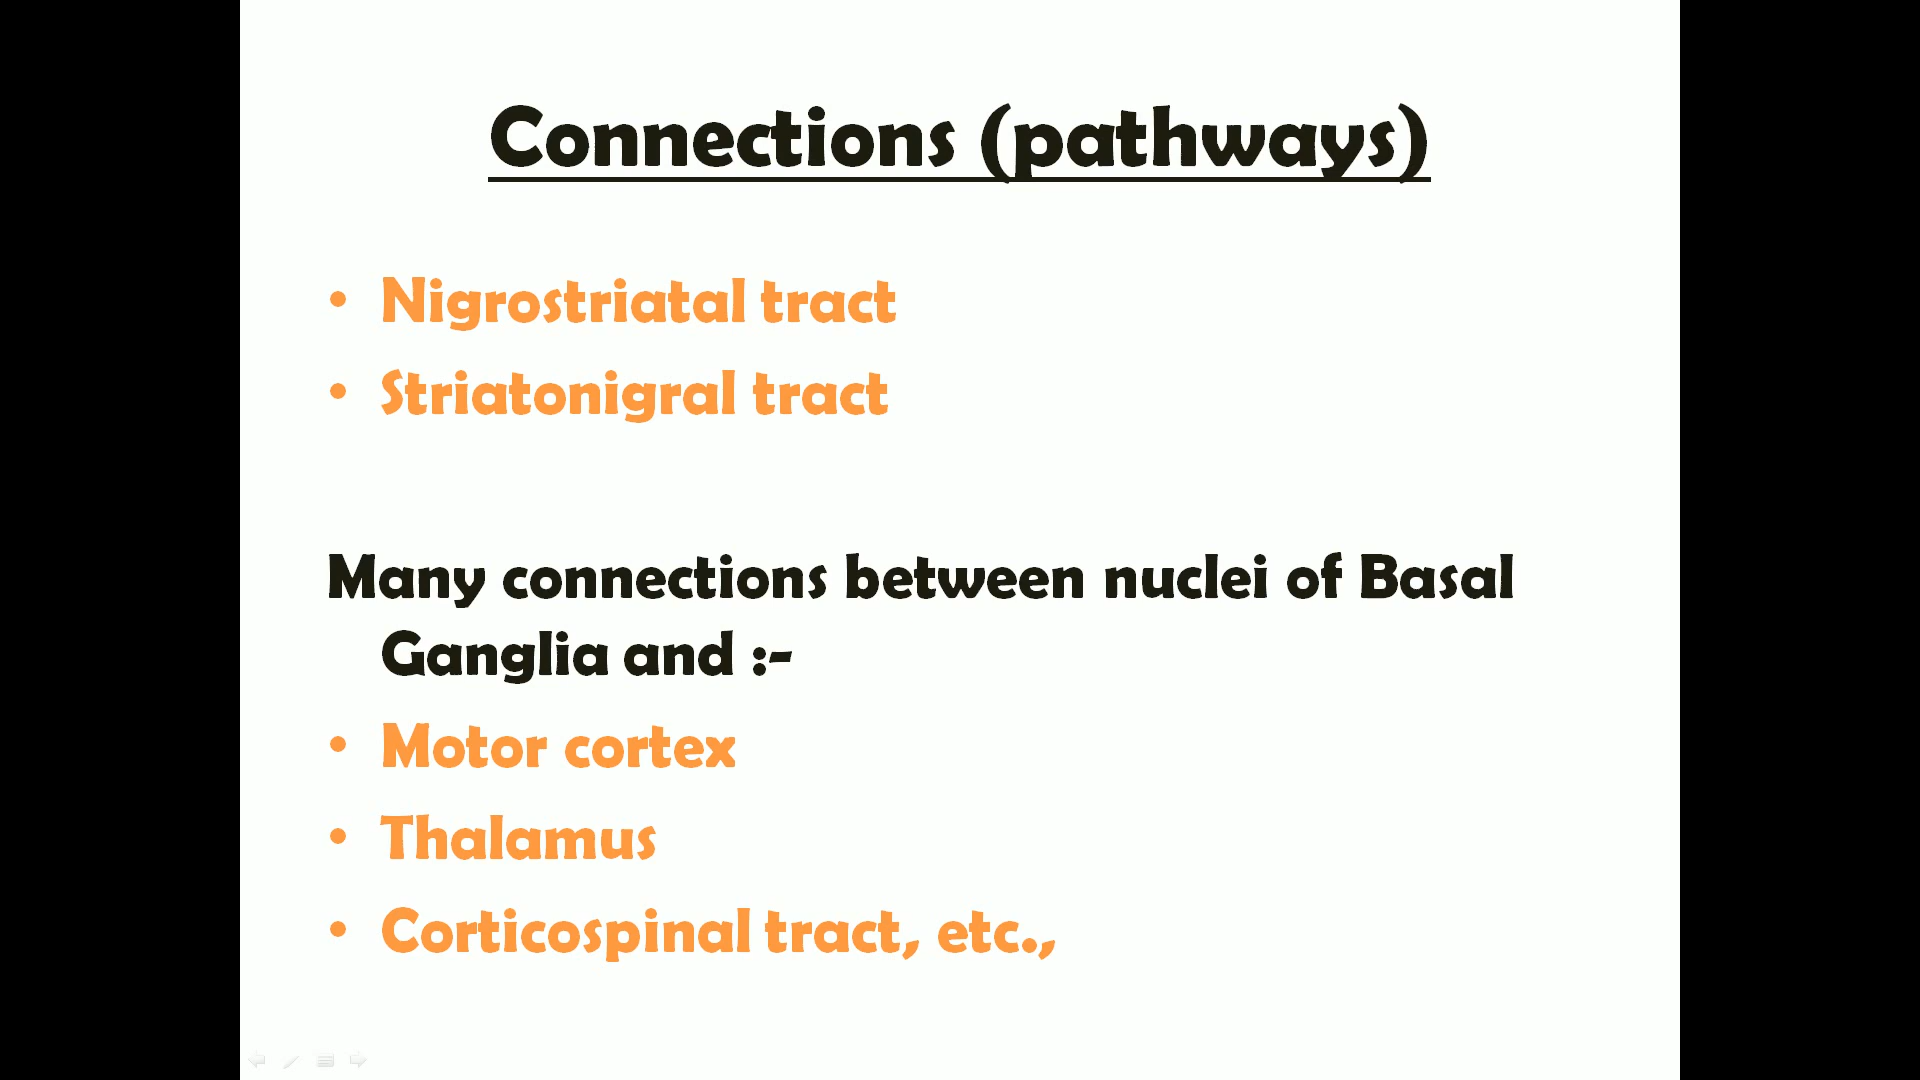 Connections (pathways)
• Nigrostriatal tract
• Striatonigral tract
Many connections between nuclei of Basal
Ganglia and :-
• Motor cortex
• Thalamus
• Corticospinal tract, etc.,